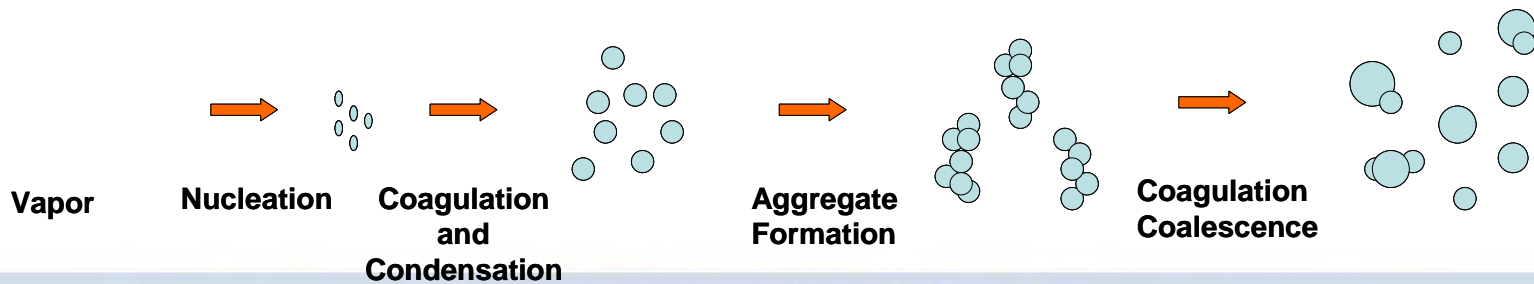 Vapor
Nucleation
Coagulation
and
Condensation
Aggregate
Formation
Coagulation
Coalescence